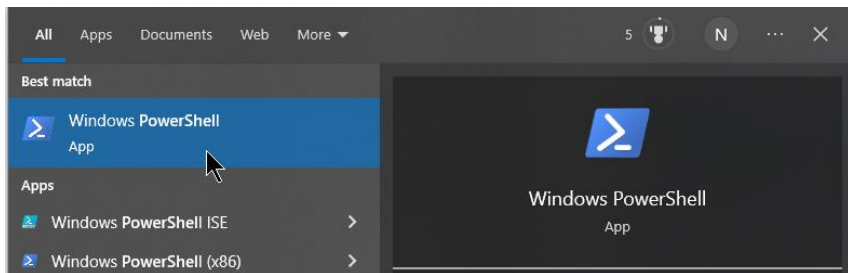 All Apps Documents Web More 5 N
Best match
Windows PowerShell
App
Apps
Windows PowerShell ISE
Windows PowerShell (x86)
Windows PowerShell
App